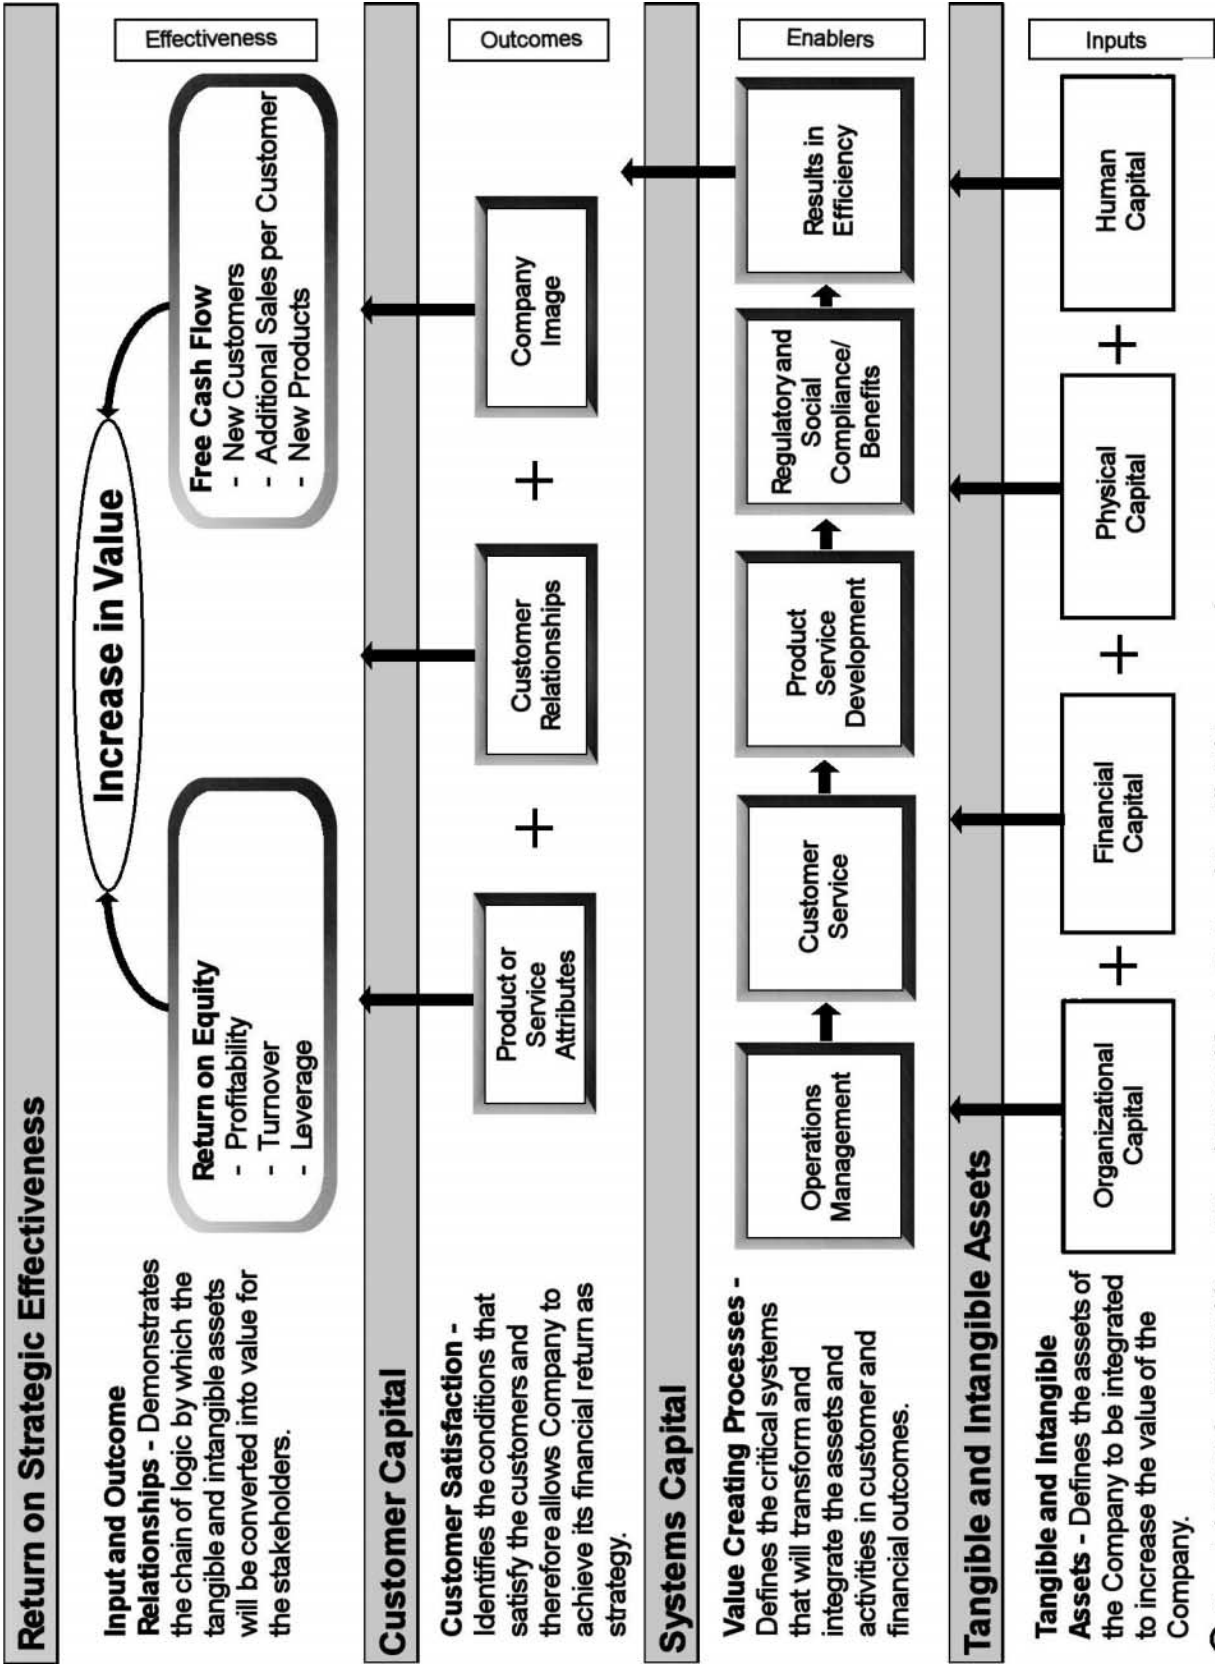 Return on Strategic Effectiveness
Input and Outcome
Relationships - Demonstrates
the chain of logic by which the
tangible and intangible assets
will be converted into value for
the stakeholders.
Increase in Value
Return on Equity
- Profitability
- Turnover
- Leverage
Free Cash Flow
- New Customers
- Additional Sales per Customer
- New Products
Effectiveness
Customer Capital
Customer Satisfaction -
Identifies the conditions that
satisfy the customers and
therefore allows Company to
achieve its financial return as
strategy.
Product or
Service
Attributes
+
Customer
Relationships
+
Company
Image
Outcomes
Systems Capital
Value Creating Processes -
Defines the critical systems
that will transform and
integrate the assets and
activities in customer and
financial outcomes.
Operations
Management
Customer
Service
Product
Service
Development
Regulatory and
Social
Compliance/
Benefits
Results in
Efficiency
Enablers
Tangible and Intangible Assets
Tangible and Intangible
Assets - Defines the assets of
the Company to be integrated
to increase the value of the
Company.
Organizational
Capital
+
Financial
Capital
+
Physical
Capital
+
Human
Capital
Inputs